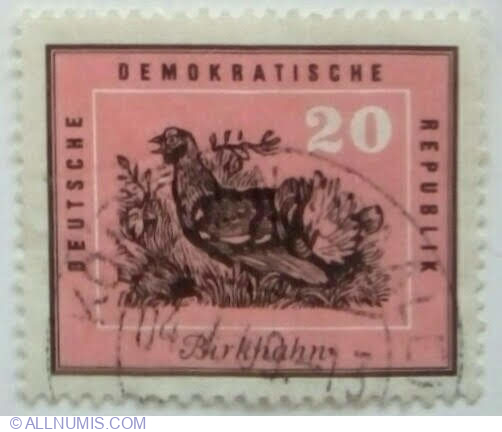 DEMOKRATISCHE
DEUTSCHE
REPUBLIK
20
Birkhahn
© ALLNUMIS.COM